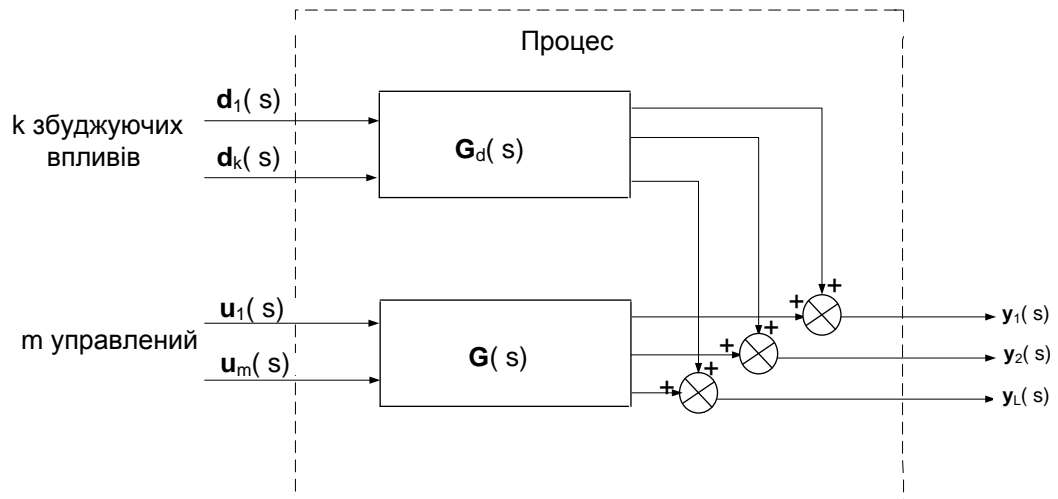 Процес
k збуджуючих
впливів
d1( s)
dk( s)
Gd( s)
m управлений
u1( s)
um( s)
G( s)
+
+
+
+
+
+
y1( s)
y2( s)
yL( s)